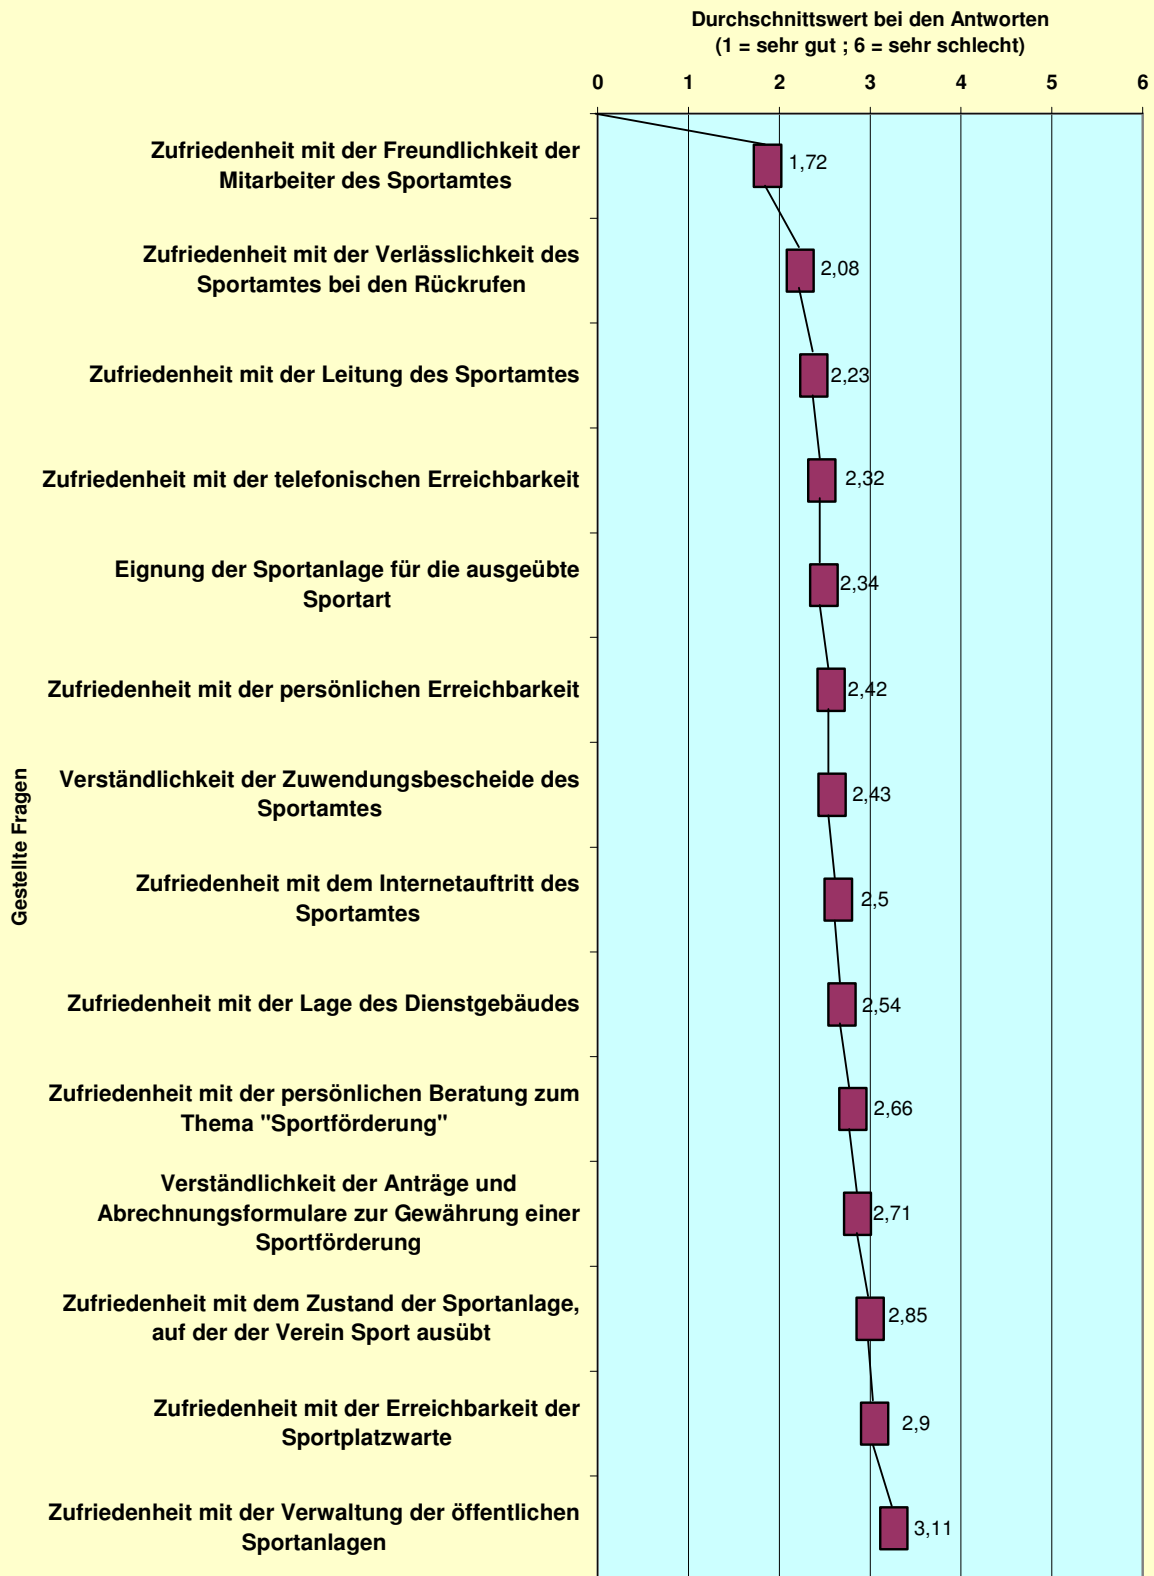 Durchschnittswert bei den Antworten
(1 = sehr gut ; 6 = sehr schlecht)
0 1 2 3 4 5 6
Gestellte Fragen
Zufriedenheit mit der Freundlichkeit der
Mitarbeiter des Sportamtes
1,72
Zufriedenheit mit der Verlässlichkeit des
Sportamtes bei den Rückrufen
2,08
Zufriedenheit mit der Leitung des Sportamtes
2,23
Zufriedenheit mit der telefonischen Erreichbarkeit
2,32
Eignung der Sportanlage für die ausgeübte
Sportart
2,34
Zufriedenheit mit der persönlichen Erreichbarkeit
2,42
Verständlichkeit der Zuwendungsbescheide des
Sportamtes
2,43
Zufriedenheit mit dem Internetauftritt des
Sportamtes
2,5
Zufriedenheit mit der Lage des Dienstgebäudes
2,54
Zufriedenheit mit der persönlichen Beratung zum
Thema "Sportförderung"
2,66
Verständlichkeit der Anträge und
Abrechnungsformulare zur Gewährung einer
Sportförderung
2,71
Zufriedenheit mit dem Zustand der Sportanlage,
auf der der Verein Sport ausübt
2,85
Zufriedenheit mit der Erreichbarkeit der
Sportplatzwarte
2,9
Zufriedenheit mit der Verwaltung der öffentlichen
Sportanlagen
3,11